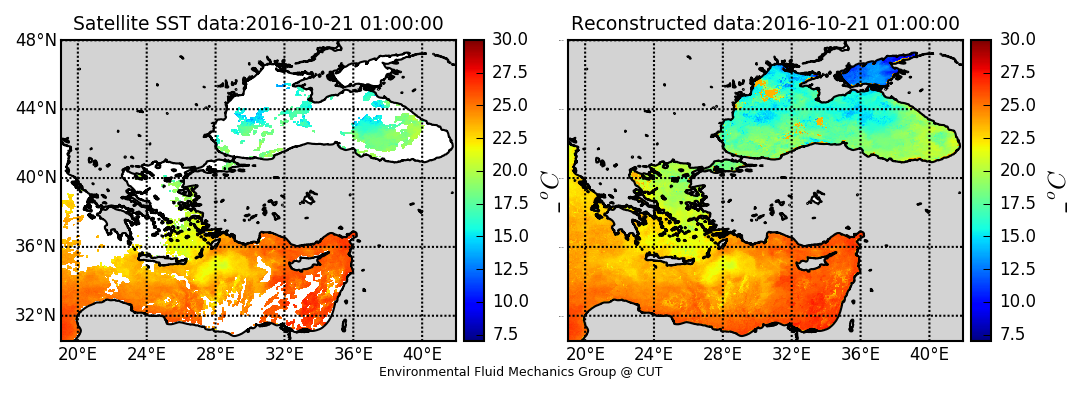 Satellite SST data:2016-10-21 01:00:00
Reconstructed data:2016-10-21 01:00:00
48°N
44°N
40°N
36°N
32°N
20°E 24°E 28°E 32°E 36°E 40°E
30.0
27.5
25.0
22.5
20.0
17.5
15.0
12.5
10.0
7.5
_°C
20°E 24°E 28°E 32°E 36°E 40°E
30.0
27.5
25.0
22.5
20.0
17.5
15.0
12.5
10.0
7.5
_°C
Environmental Fluid Mechanics Group @ CUT